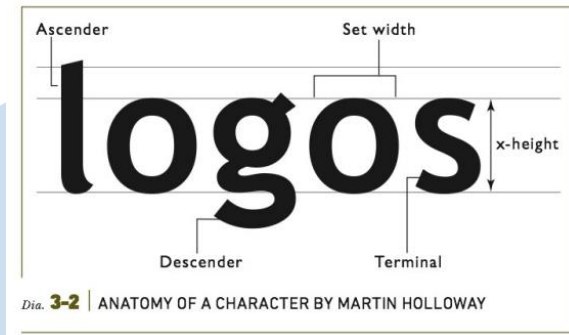 Ascender
Set width
logos
x-height
Descender
Terminal
Dia. 3-2 | ANATOMY OF A CHARACTER BY MARTIN HOLLOWAY